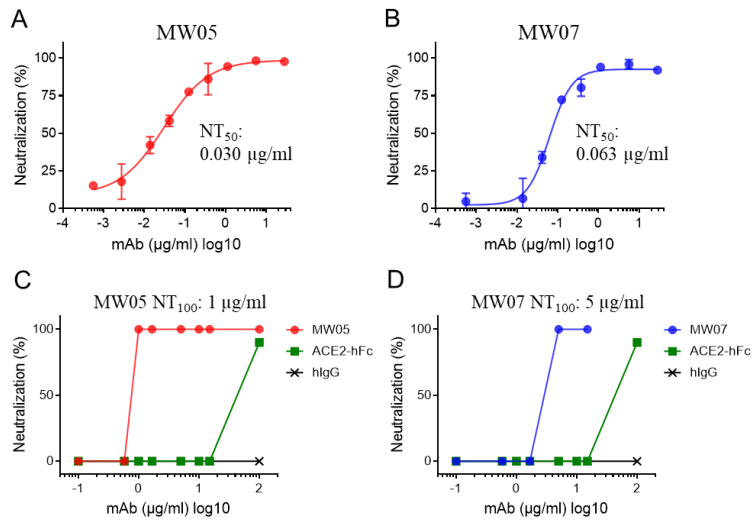 A
MW05
Neutralization (%)
100
75
50
25
0
NT50:
0.030 µg/ml
-4 -3 -2 -1 0 1
mAb (µg/ml) log10
B
MW07
Neutralization (%)
100
75
50
25
0
NT50:
0.063 µg/ml
-4 -3 -2 -1 0 1
mAb (µg/ml) log10
C
MW05 NT100: 1 µg/ml
Neutralization (%)
100
50
0
MW05
ACE2-hFc
hIgG
-1 0 1 2
mAb (µg/ml) log10
D
MW07 NT100: 5 µg/ml
Neutralization (%)
100
50
0
MW07
ACE2-hFc
hIgG
-1 0 1 2
mAb (µg/ml) log10